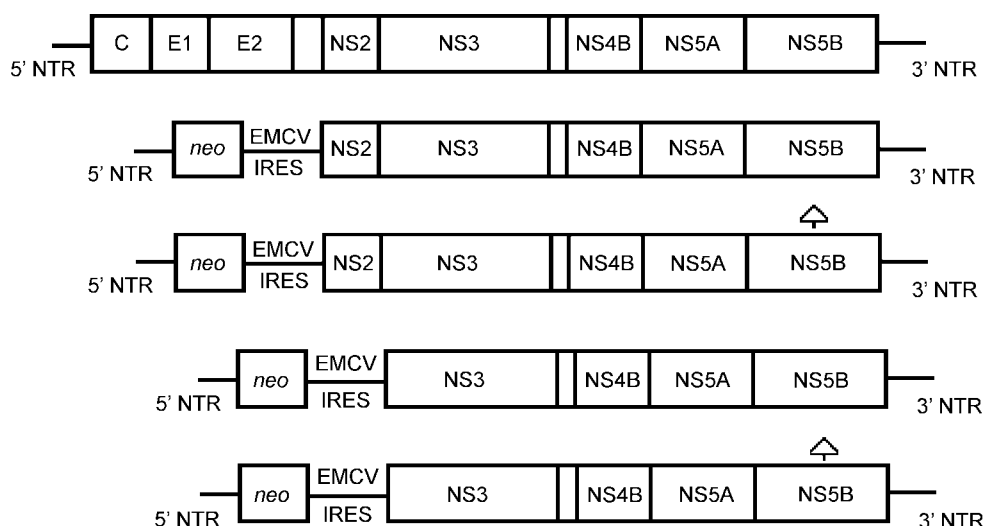 C E1 E2 NS2 NS3 NS4B NS5A NS5B
5’ NTR 3’ NTR
neo EMCV IRES NS2 NS3 NS4B NS5A NS5B
5’ NTR 3’ NTR
neo EMCV IRES NS2 NS3 NS4B NS5A NS5B
5’ NTR 3’ NTR
neo EMCV IRES NS3 NS4B NS5A NS5B
5’ NTR 3’ NTR
neo EMCV IRES NS3 NS4B NS5A NS5B
5’ NTR 3’ NTR